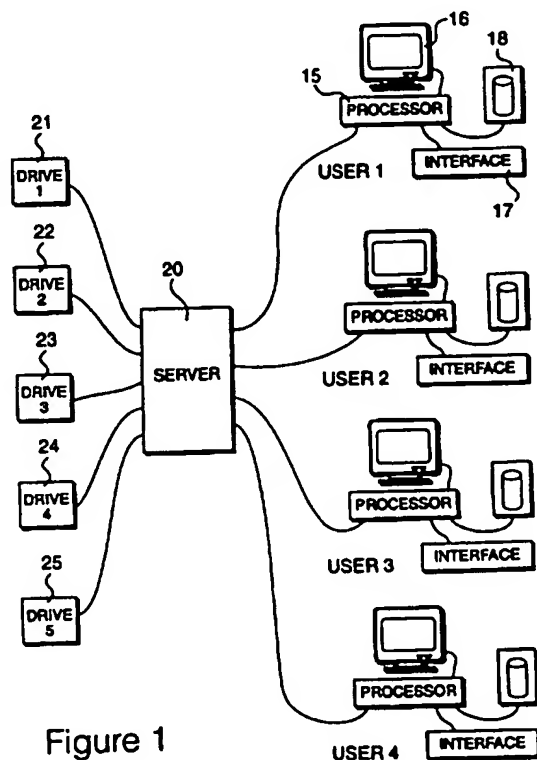 16
18
15
PROCESSOR
21
DRIVE 1
USER 1
INTERFACE
17
22
DRIVE 2
20
SERVER
PROCESSOR
USER 2
INTERFACE
23
DRIVE 3
24
DRIVE 4
PROCESSOR
USER 3
INTERFACE
25
DRIVE 5
PROCESSOR
USER 4
INTERFACE
Figure 1